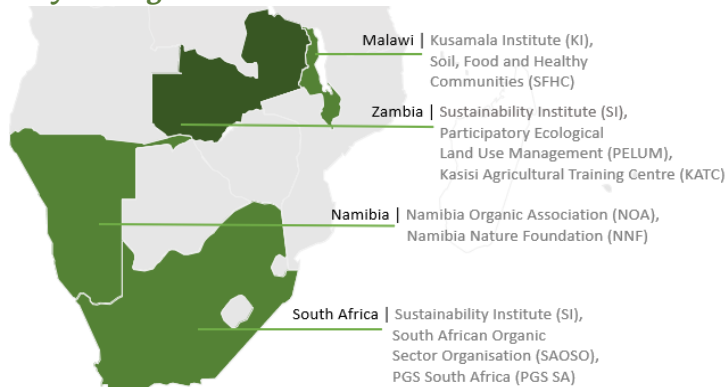 Malawi | Kusamala Institute (KI),
Soil, Food and Healthy
Communities (SFHC)
Zambia | Sustainability Institute (SI),
Participatory Ecological
Land Use Management (PELUM),
Kasisi Agricultural Training Centre (KATC)
Namibia | Namibia Organic Association (NOA),
Namibia Nature Foundation (NNF)
South Africa | Sustainability Institute (SI),
South African Organic
Sector Organisation (SAOSO),
PGS South Africa (PGS SA)